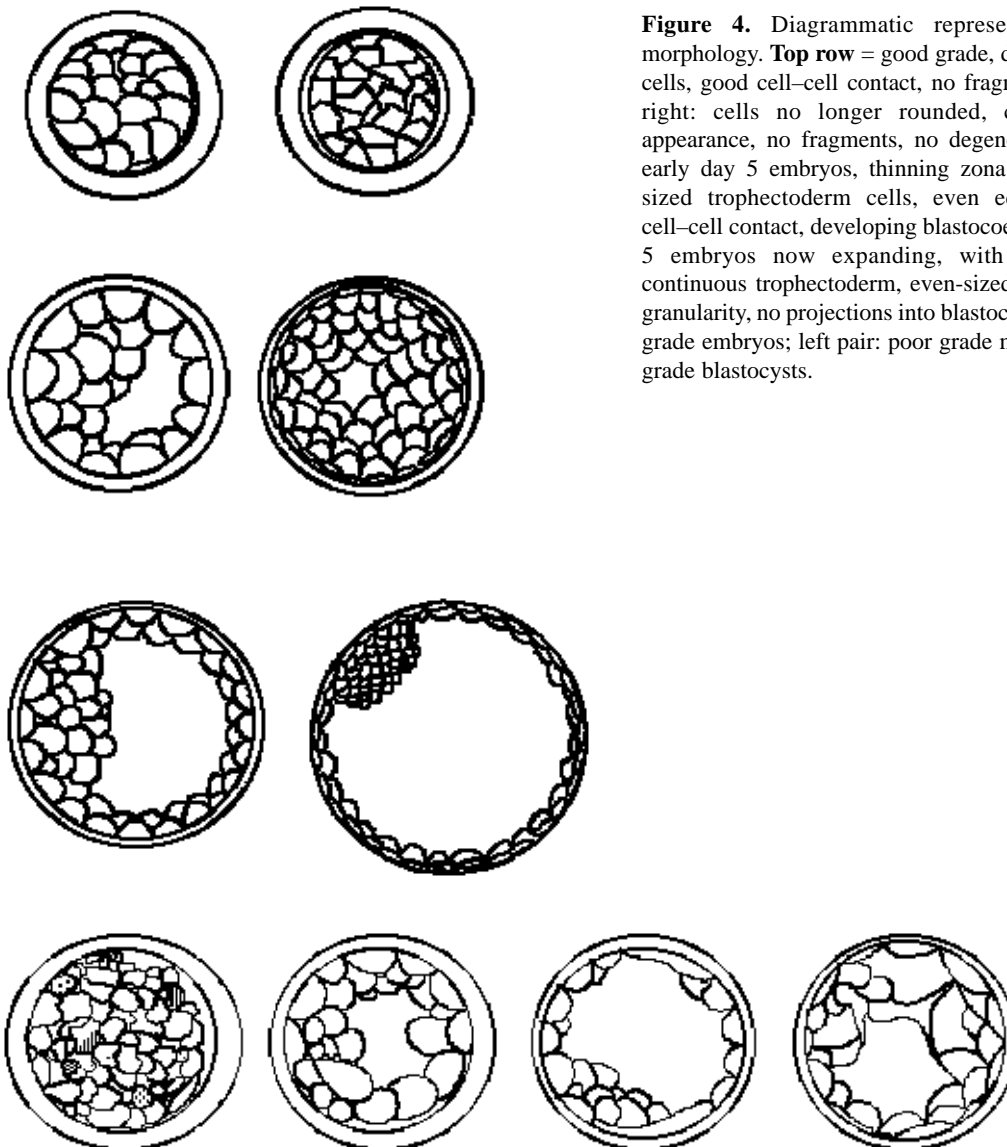 Figure 4. Diagrammatic represe
morphology. Top row = good grade, c
cells, good cell–cell contact, no fragr
right: cells no longer rounded, c
appearance, no fragments, no degene
early day 5 embryos, thinning zona
sized trophectoderm cells, even e
cell–cell contact, developing blastocoe
5 embryos now expanding, with
continuous trophectoderm, even-sized
granularity, no projections into blastoc
grade embryos; left pair: poor grade n
grade blastocysts.